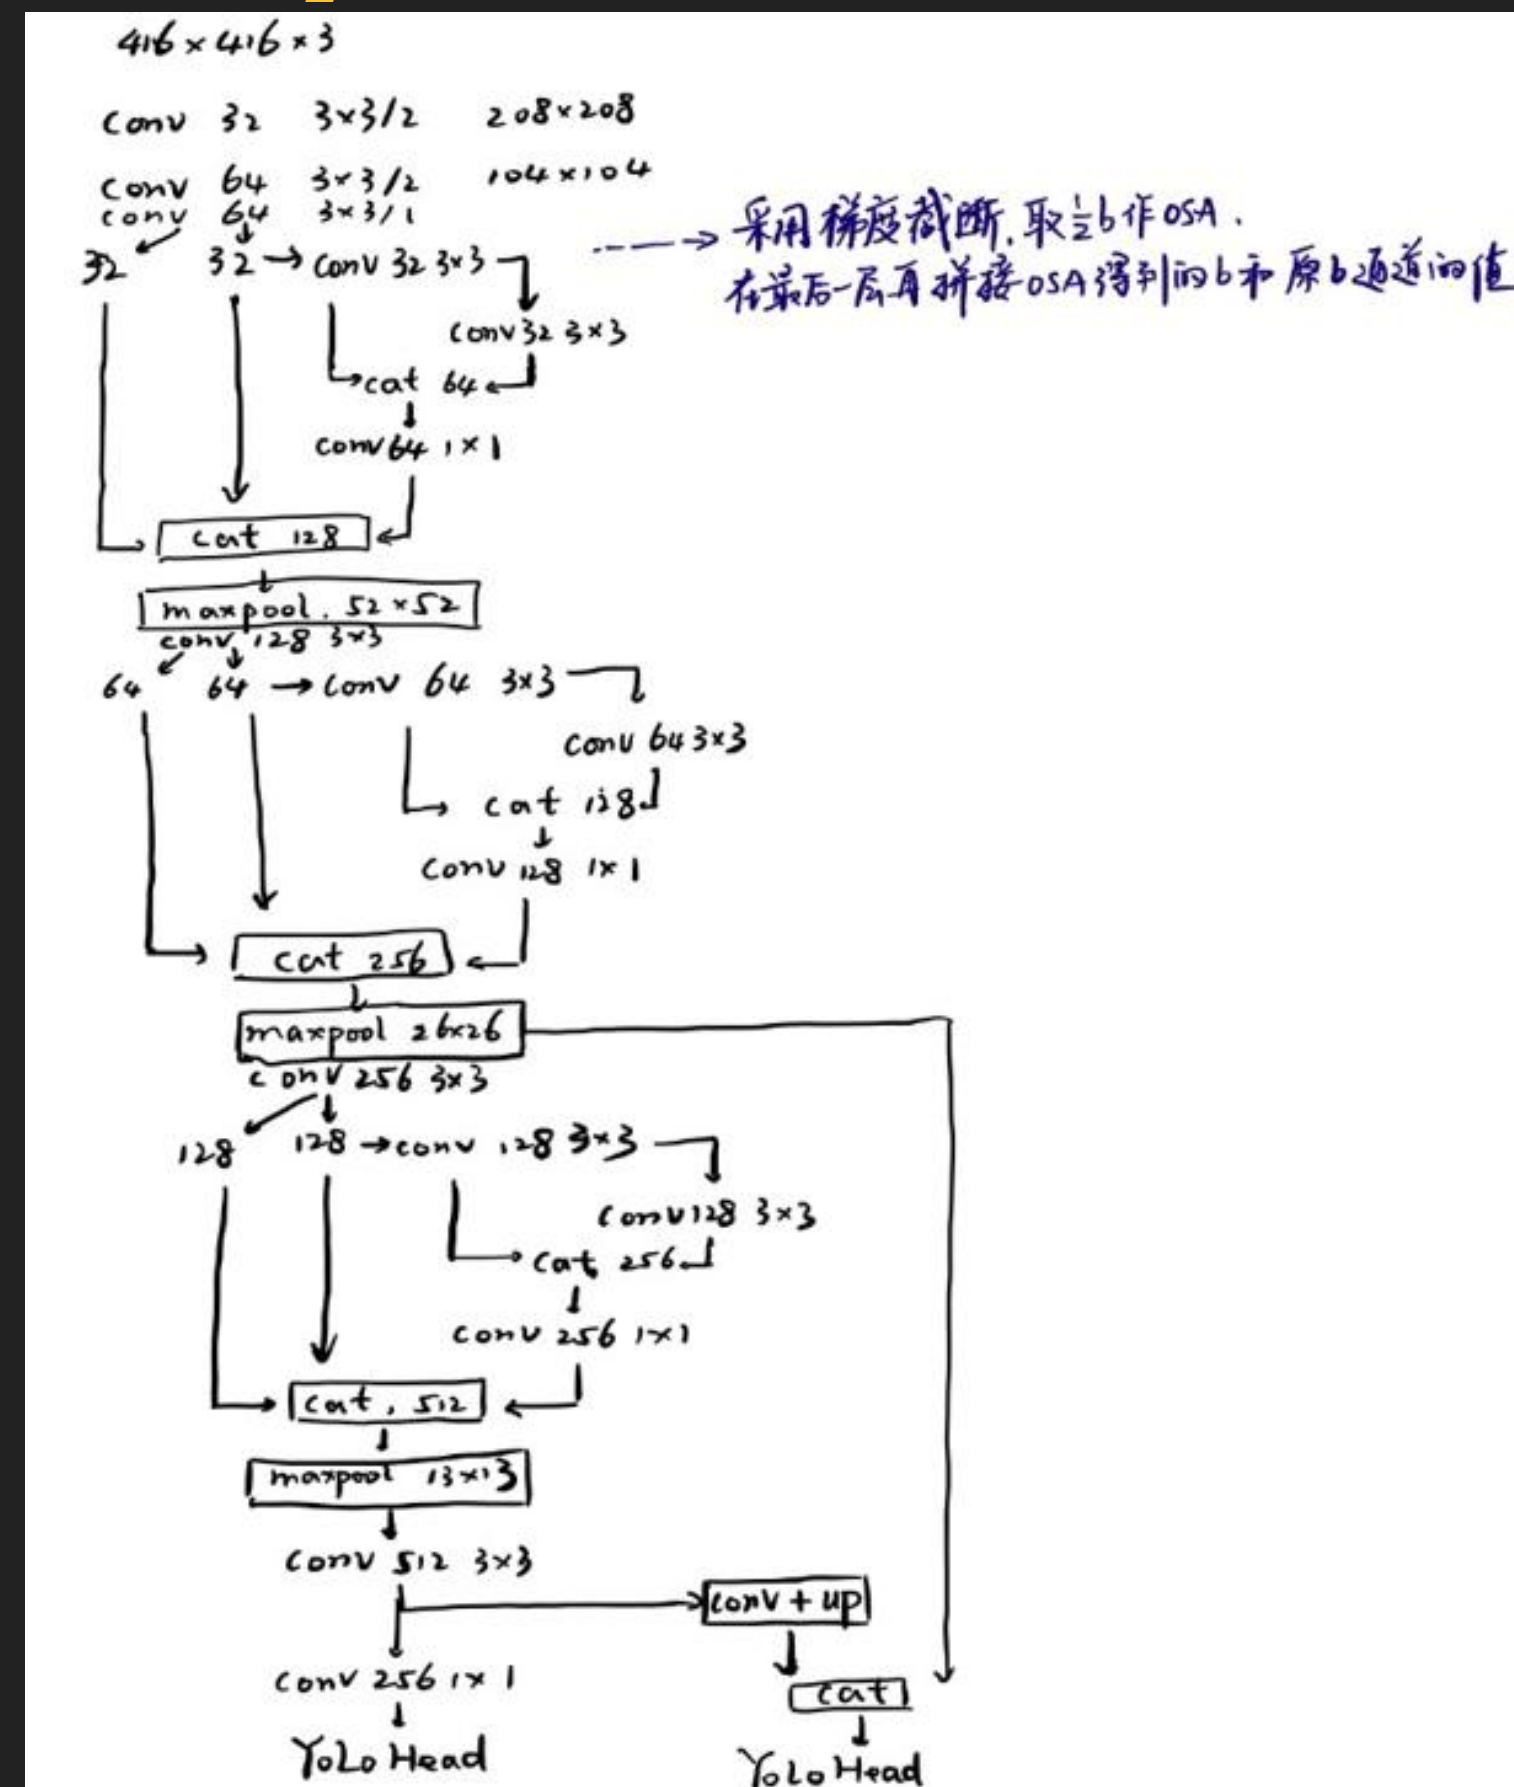 416×416×3
conv 32 3×3/2 208×208
conv 64 3×3/2 104×104
conv 64 3×3/1
采用梯度截断,取½b作OSA.
32 32 → conv 32 3×3
在最后一层再拼接OSA得到的b和原b通道的值
conv 32 3×3
cat 64
conv 64 1×1
cat 128
maxpool. 52×52
conv 128 3×3
64 64 → conv 64 3×3
conv 64 3×3
cat 128
conv 128 1×1
cat 256
maxpool 26×26
conv 256 3×3
128 128 → conv 128 3×3
conv 128 3×3
cat 256
conv 256 1×1
cat, 512
maxpool 13×13
conv 512 3×3
conv + up
conv 256 1×1
cat
YOLO Head
YOLO Head